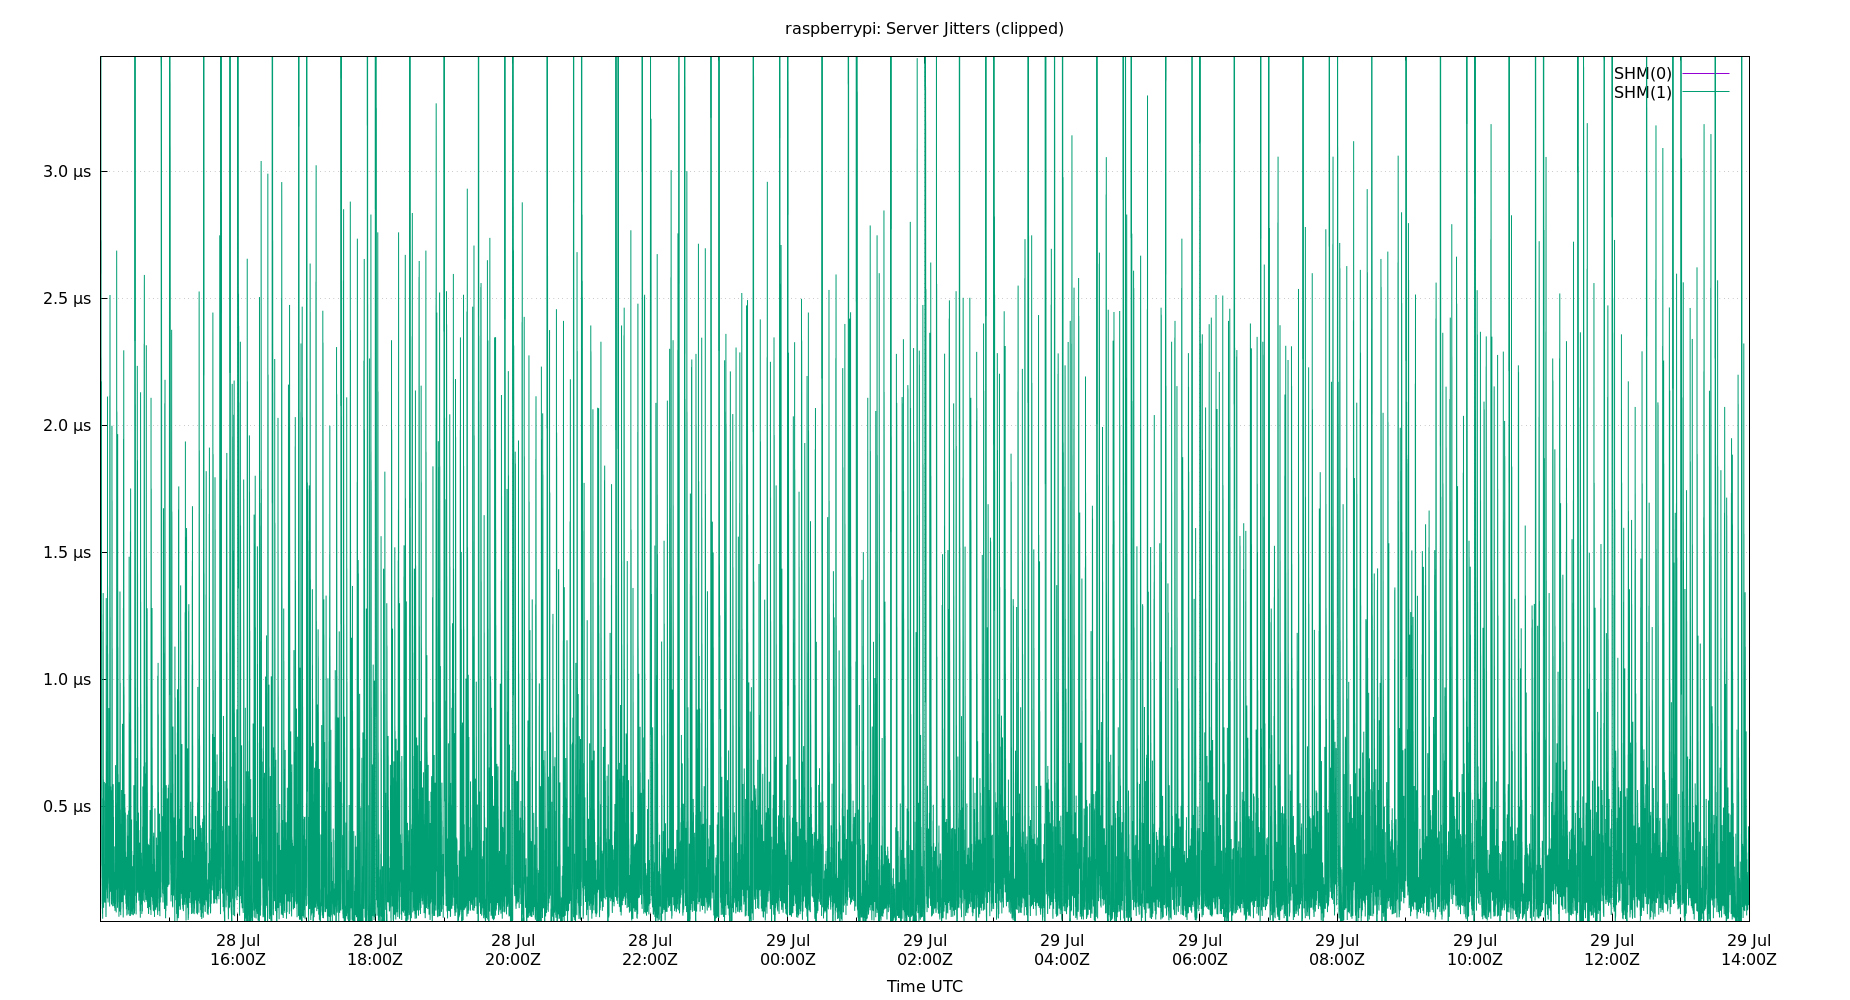 raspberrypi: Server Jitters (clipped)
SHM(0)
SHM(1)
3.0 µs
2.5 µs
2.0 µs
1.5 µs
1.0 µs
0.5 µs
28 Jul 28 Jul 28 Jul 28 Jul 29 Jul 29 Jul 29 Jul 29 Jul 29 Jul 29 Jul 29 Jul 29 Jul
16:00Z 18:00Z 20:00Z 22:00Z 00:00Z 02:00Z 04:00Z 06:00Z 08:00Z 10:00Z 12:00Z 14:00Z
Time UTC